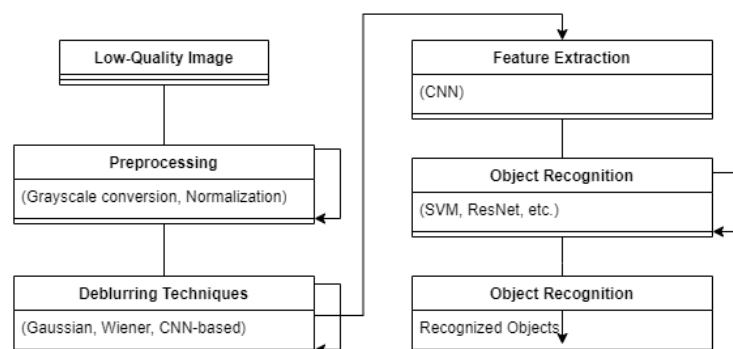 Low-Quality Image
Preprocessing
(Grayscale conversion, Normalization)
Deblurring Techniques
(Gaussian, Wiener, CNN-based)
Feature Extraction
(CNN)
Object Recognition
(SVM, ResNet, etc.)
Object Recognition
Recognized Objects